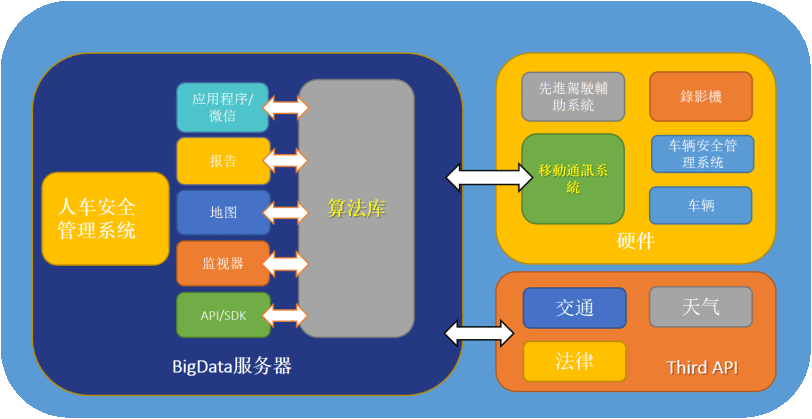 人车安全
管理系统
应用程序/
微信
报告
地图
监视器
API/SDK
算法库
BigData服务器
先進駕駛輔
助系統
錄影機
移動通訊系
統
车辆安全管
理系统
车辆
硬件
交通
天气
法律
Third API